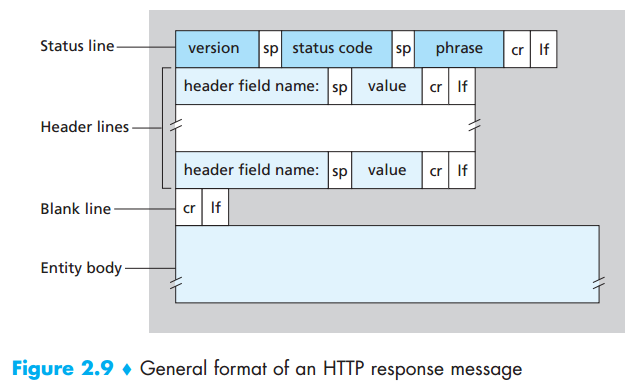 Status line version sp status code sp phrase cr lf
header field name: sp value cr lf
Header lines
header field name: sp value cr lf
Blank line cr lf
Entity body
Figure 2.9 ♦ General format of an HTTP response message